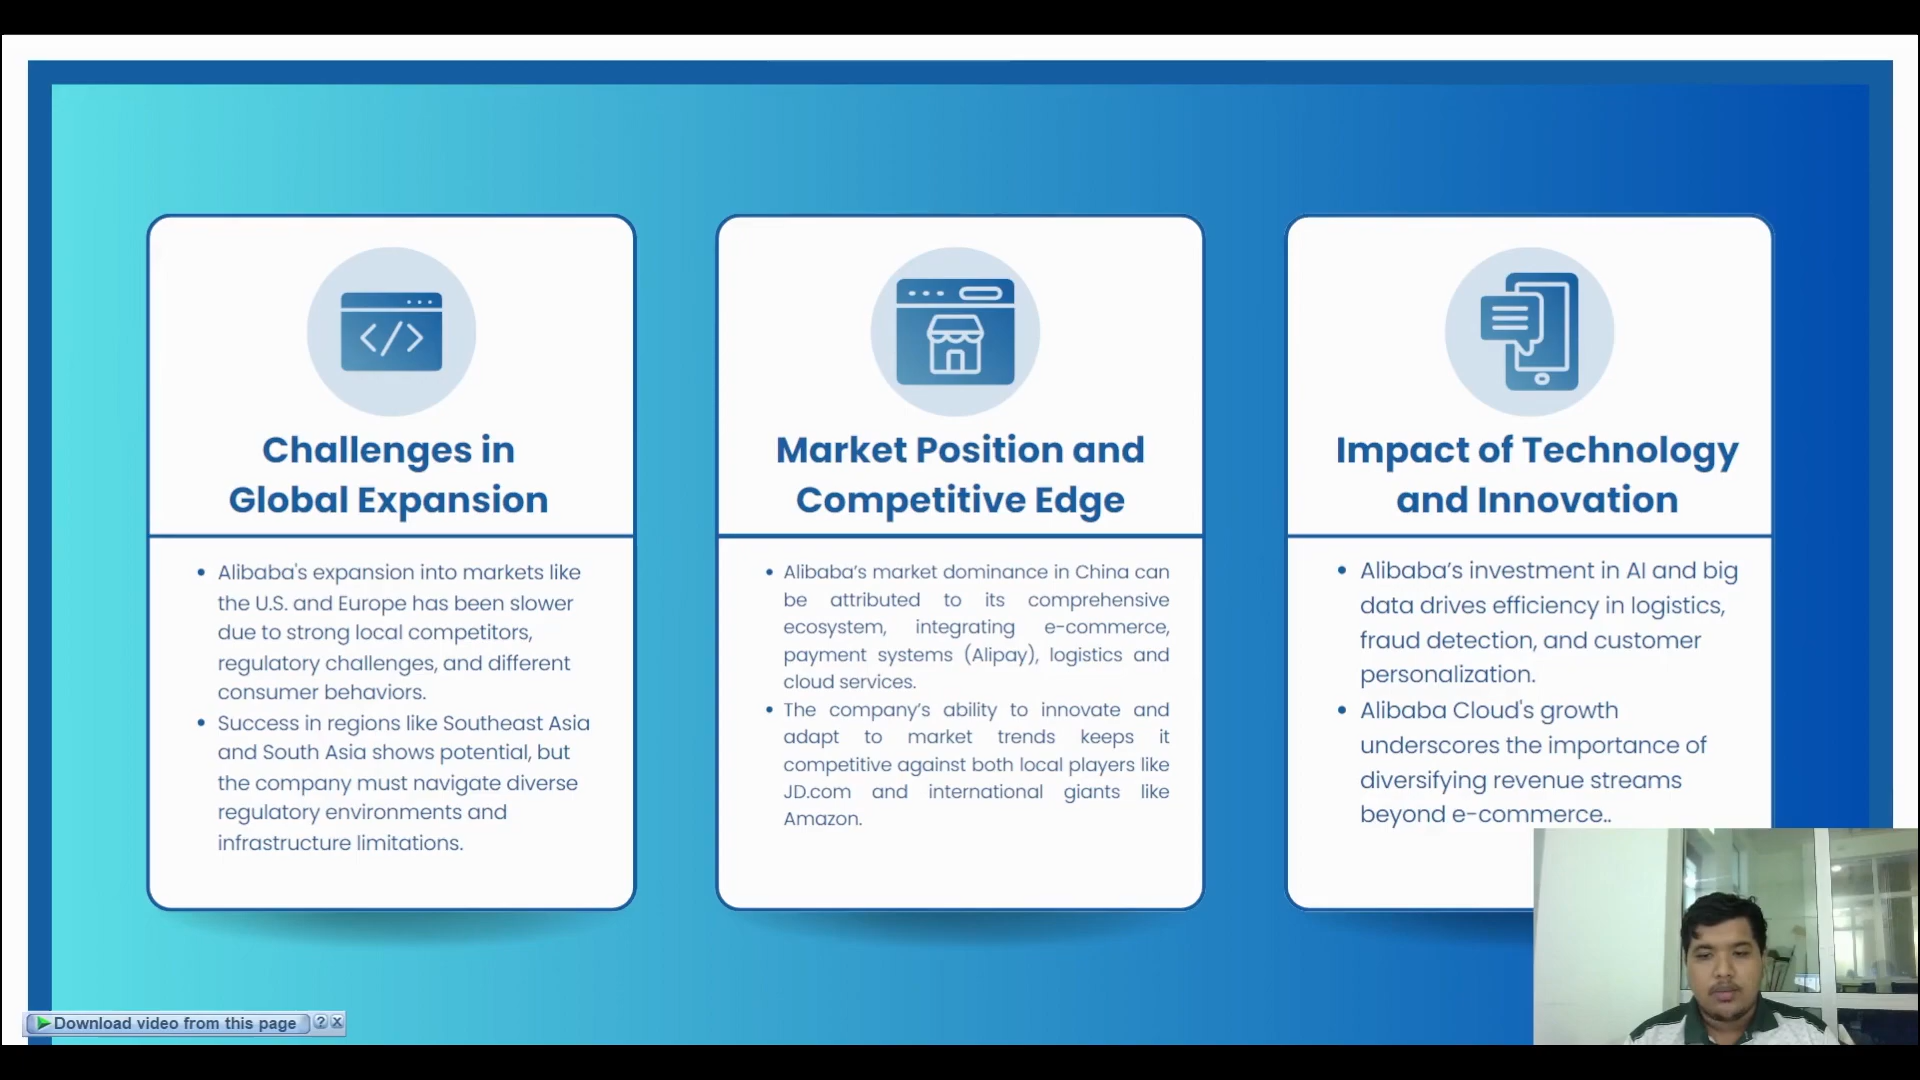 Challenges in
Global Expansion
Alibaba's expansion into markets like
the U.S. and Europe has been slower
due to strong local competitors,
regulatory challenges, and different
consumer behaviors.
Success in regions like Southeast Asia
and South Asia shows potential, but
the company must navigate diverse
regulatory environments and
infrastructure limitations.
Market Position and
Competitive Edge
Alibaba’s market dominance in China can
be attributed to its comprehensive
ecosystem, integrating e-commerce,
payment systems (Alipay), logistics and
cloud services.
The company’s ability to innovate and
adapt to market trends keeps it
competitive against both local players like
JD.com and international giants like
Amazon.
Impact of Technology
and Innovation
Alibaba’s investment in AI and big
data drives efficiency in logistics,
fraud detection, and customer
personalization.
Alibaba Cloud's growth
underscores the importance of
diversifying revenue streams
beyond e-commerce..
Download video from this page ? X